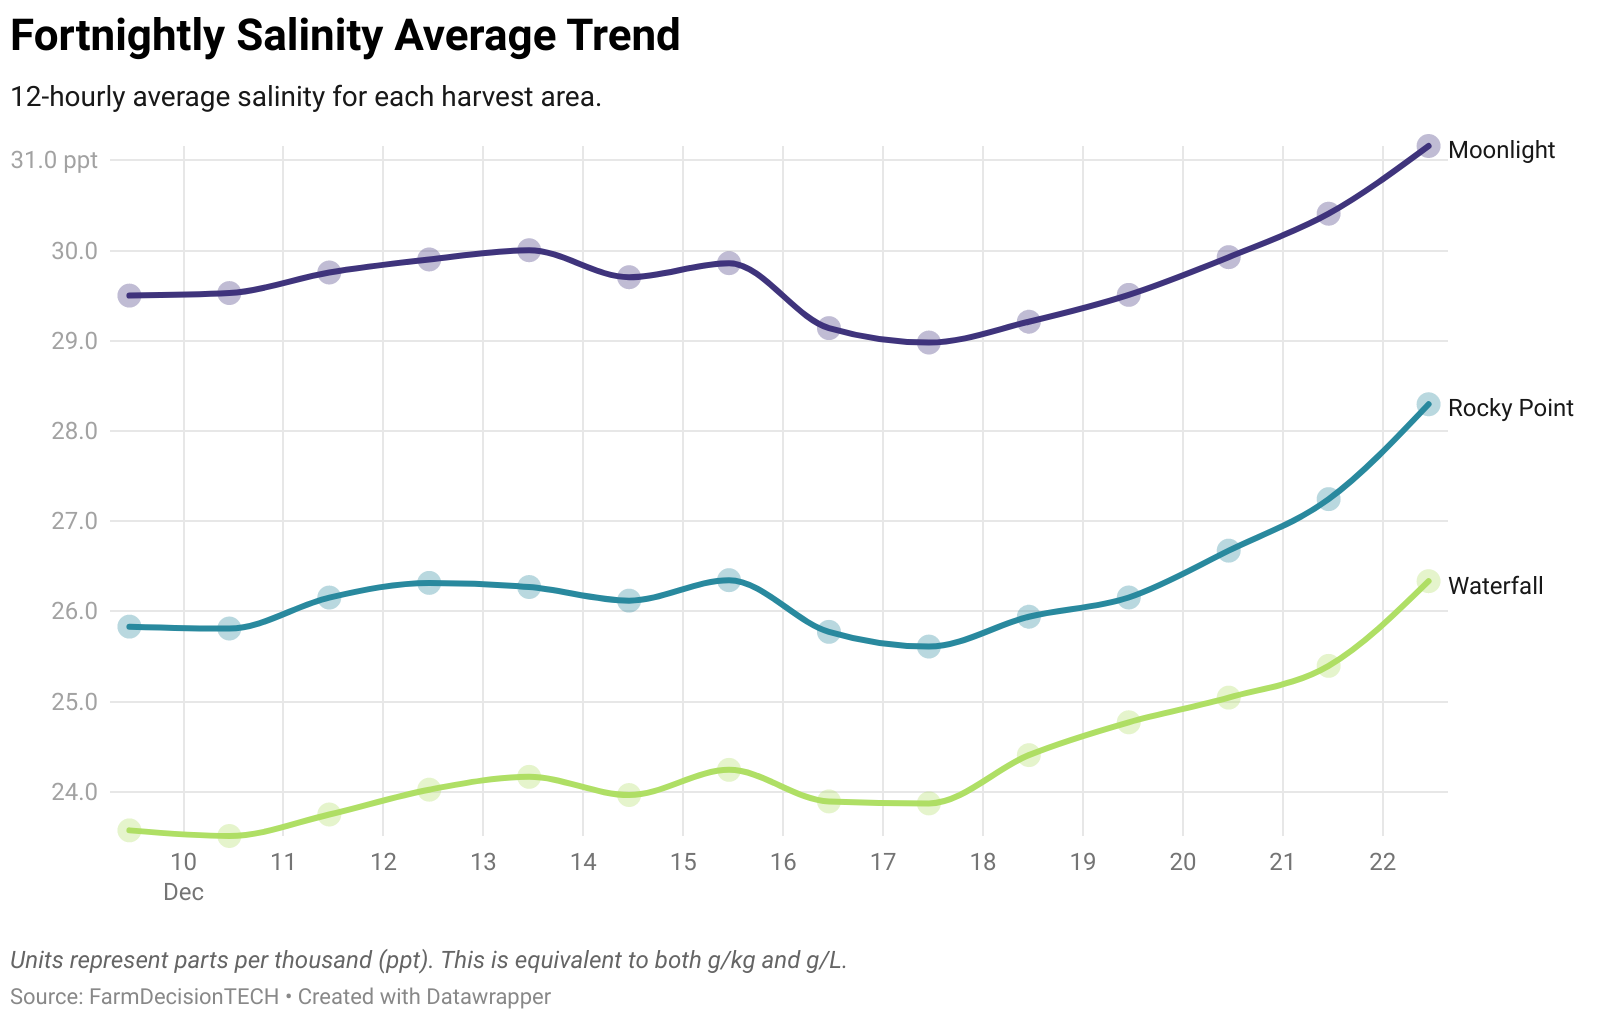 Fortnightly Salinity Average Trend
12-hourly average salinity for each harvest area.
31.0 ppt
Moonlight
30.0
29.0
28.0
Rocky Point
27.0
26.0
Waterfall
25.0
24.0
10 11 12 13 14 15 16 17 18 19 20 21 22
Dec
Units represent parts per thousand (ppt). This is equivalent to both g/kg and g/L.
Source: FarmDecisionTECH • Created with Datawrapper